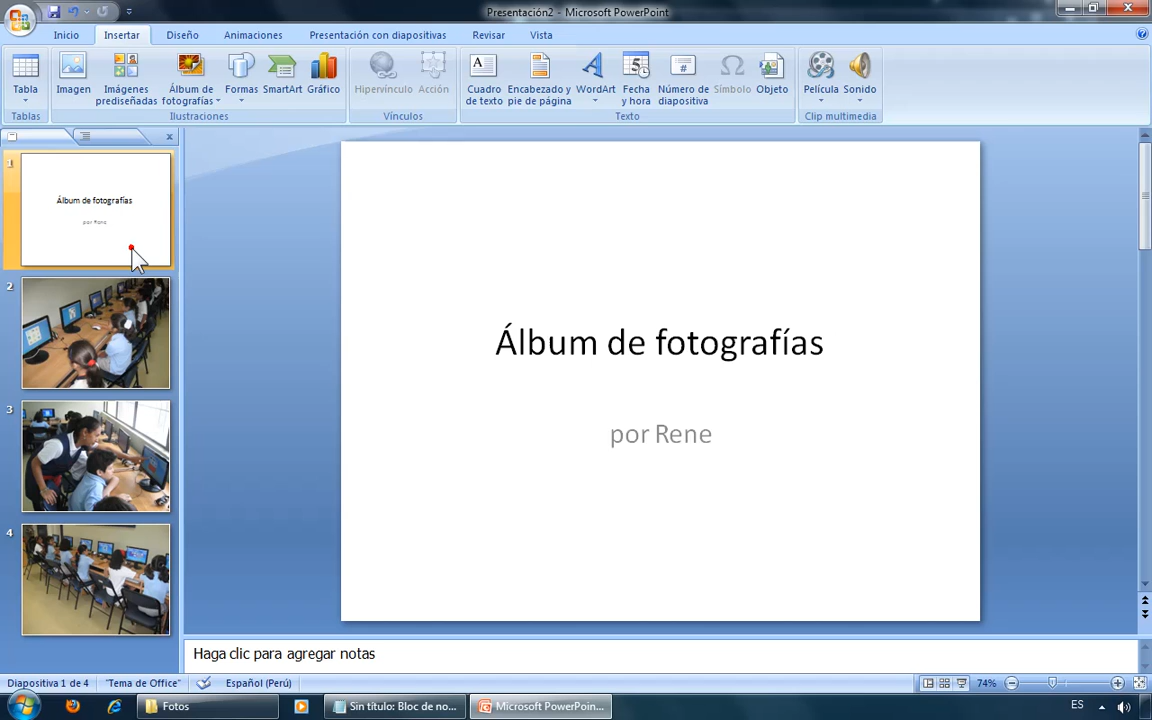 Presentación2 - Microsoft PowerPoint
Inicio Insertar Diseño Animaciones Presentación con diapositivas Revisar Vista
Tabla
Imagen
Imágenes prediseñadas
Álbum de fotografías
Formas
SmartArt
Gráfico
Hipervínculo
Acción
Cuadro de texto
Encabezado y pie de página
WordArt
Fecha y hora
Número de diapositiva
Símbolo
Objeto
Película
Sonido
Tablas Ilustraciones Vínculos Texto Clip multimedia
1
Álbum de fotografías
por Rene
2
3
4
Álbum de fotografías
por Rene
Haga clic para agregar notas
Diapositiva 1 de 4 "Tema de Office" Español (Perú) 74%
Fotos Sin título: Bloc de no... Microsoft PowerPoin... ES